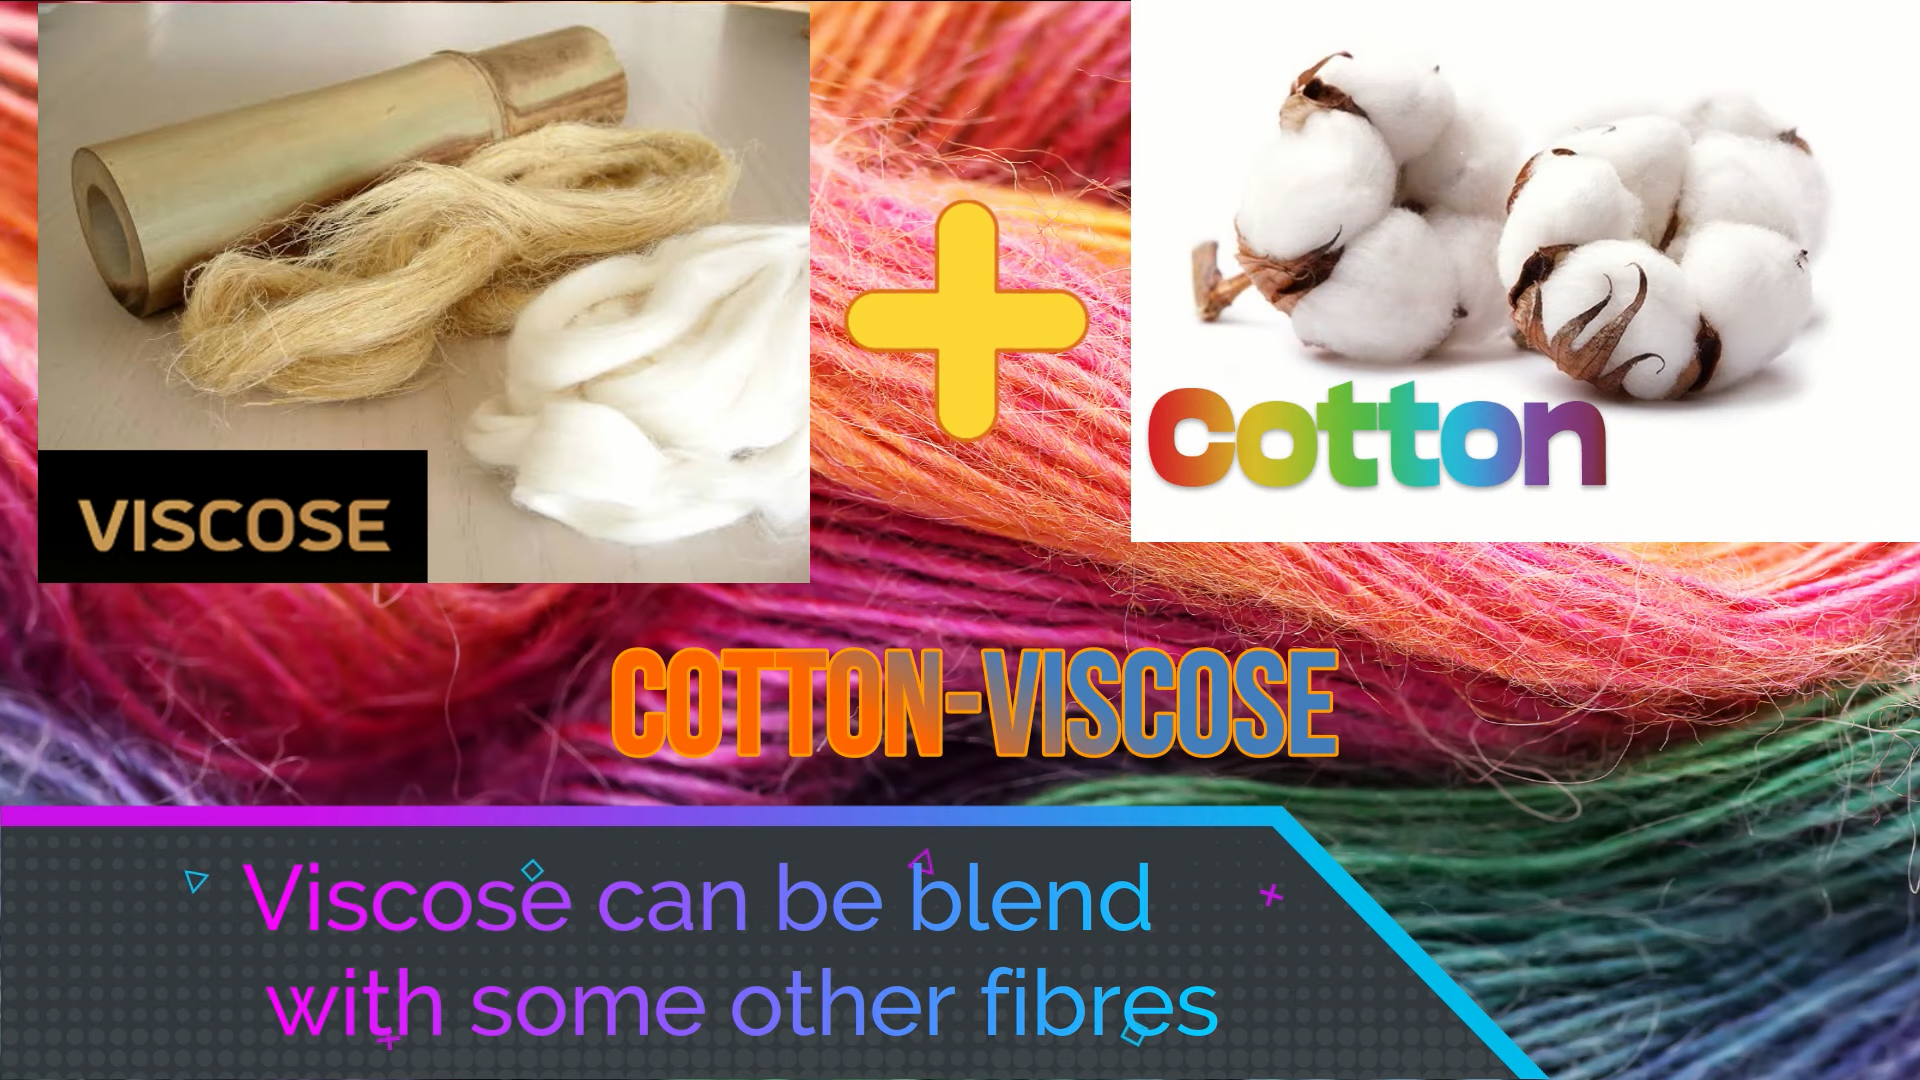 VISCOSE
Cotton
COTTON-VISCOSE
Viscose can be blend
with some other fibres